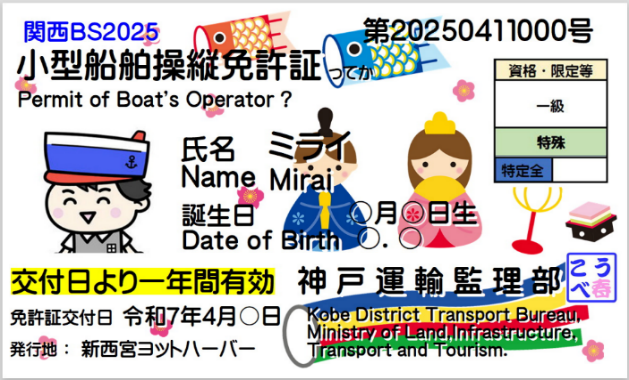 関西BS2025 第20250411000号
小型船舶操縦免許証ってか
Permit of Boat's Operator ?
資格・限定等
一級
特殊
特定全
氏名 ミライ
Name Mirai
誕生日 〇月〇日生
Date of Birth 〇. 〇
交付日より一年間有効 神戸運輸監理部
こうべ春
免許証交付日 令和7年4月〇日
Kobe District Transport Bureau,
Ministry of Land,Infrastructure,
Transport and Tourism.
発行地： 新西宮ヨットハーバー